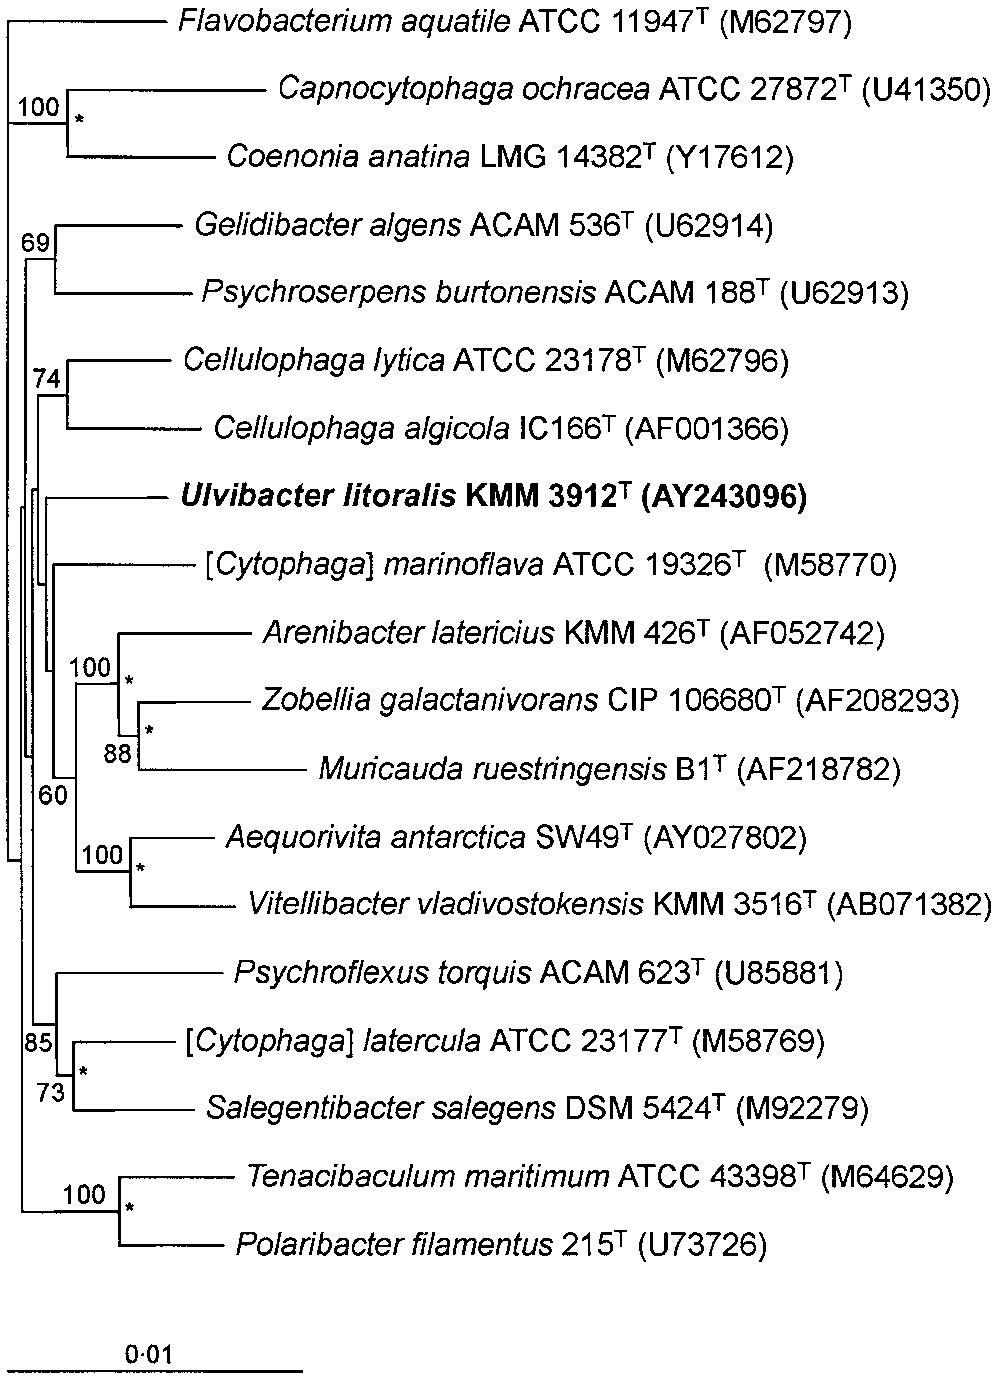 Flavobacterium aquatile ATCC 11947ᵀ (M62797)
Capnocytophaga ochracea ATCC 27872ᵀ (U41350)
100
*
Coenonia anatina LMG 14382ᵀ (Y17612)
Gelidibacter algens ACAM 536ᵀ (U62914)
69
Psychroserpens burtonensis ACAM 188ᵀ (U62913)
Cellulophaga lytica ATCC 23178ᵀ (M62796)
74
Cellulophaga algicola IC166ᵀ (AF001366)
Ulvibacter litoralis KMM 3912ᵀ (AY243096)
[Cytophaga] marinoflava ATCC 19326ᵀ (M58770)
Arenibacter latericius KMM 426ᵀ (AF052742)
100
*
Zobellia galactanivorans CIP 106680ᵀ (AF208293)
*
88
Muricauda ruestringensis B1ᵀ (AF218782)
60
Aequorivita antarctica SW49ᵀ (AY027802)
100
*
Vitellibacter vladivostokensis KMM 3516ᵀ (AB071382)
Psychroflexus torquis ACAM 623ᵀ (U85881)
85
[Cytophaga] latercula ATCC 23177ᵀ (M58769)
*
73
Salegentibacter salegens DSM 5424ᵀ (M92279)
Tenacibaculum maritimum ATCC 43398ᵀ (M64629)
100
*
Polaribacter filamentus 215ᵀ (U73726)
0·01